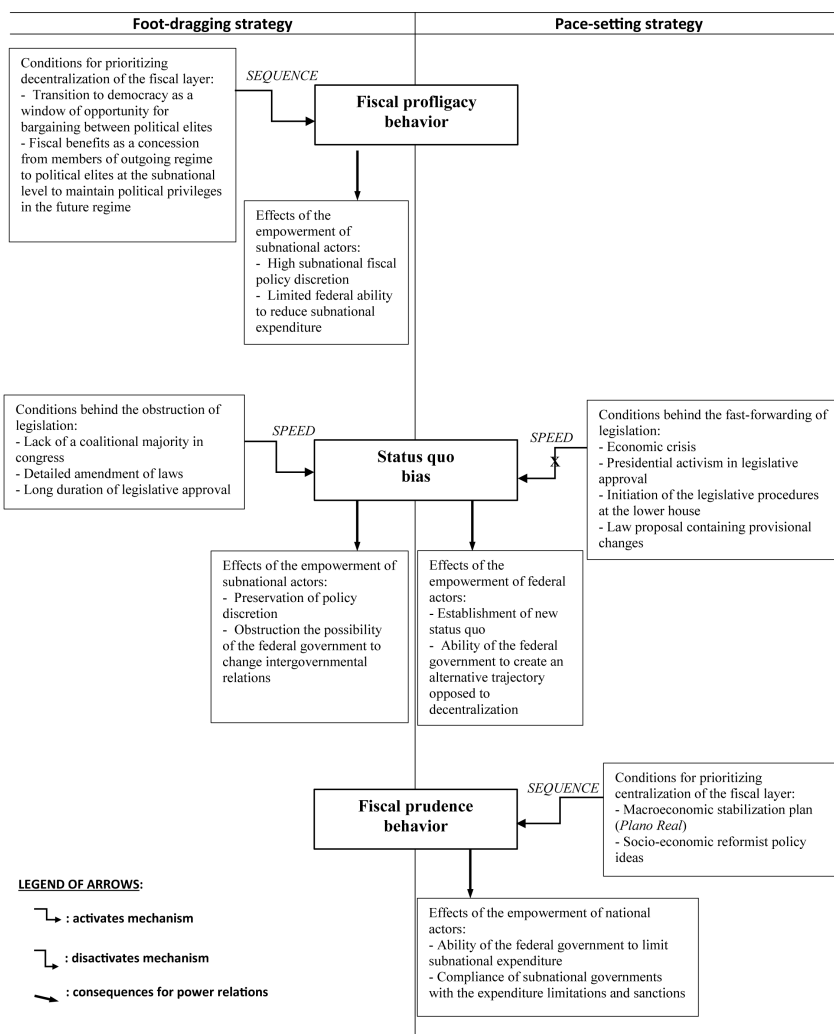 Foot-dragging strategy
Pace-setting strategy
Conditions for prioritizing
decentralization of the fiscal layer:
- Transition to democracy as a
window of opportunity for
bargaining between political elites
- Fiscal benefits as a concession
from members of outgoing regime
to political elites at the subnational
level to maintain political privileges
in the future regime
SEQUENCE
Fiscal profligacy
behavior
Effects of the
empowerment of
subnational actors:
- High subnational fiscal
policy discretion
- Limited federal ability
to reduce subnational
expenditure
Conditions behind the obstruction of
legislation:
- Lack of a coalitional majority in
congress
- Detailed amendment of laws
- Long duration of legislative approval
SPEED
Status quo
bias
SPEED
X
Conditions behind the fast-forwarding of
legislation:
- Economic crisis
- Presidential activism in legislative
approval
- Initiation of the legislative procedures
at the lower house
- Law proposal containing provisional
changes
Effects of the empowerment of
subnational actors:
- Preservation of policy
discretion
- Obstruction the possibility
of the federal government to
change intergovernmental
relations
Effects of the
empowerment of federal
actors:
- Establishment of new
status quo
- Ability of the federal
government to create an
alternative trajectory
opposed to
decentralization
Fiscal prudence
behavior
SEQUENCE
Conditions for prioritizing
centralization of the fiscal layer:
- Macroeconomic stabilization plan
(Plano Real)
- Socio-economic reformist policy
ideas
Effects of the empowerment of national
actors:
- Ability of the federal government to limit
subnational expenditure
- Compliance of subnational governments
with the expenditure limitations and sanctions
LEGEND OF ARROWS:
: activates mechanism
: disactivates mechanism
: consequences for power relations